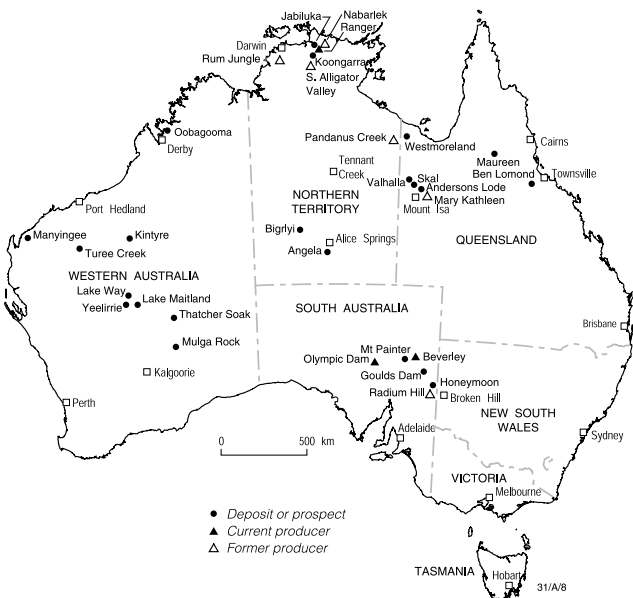 Jabiluka
Nabarlek
Ranger
Darwin
Rum Jungle
Koongarra
S. Alligator
Valley
Oobagooma
Derby
Pandanus Creek
Westmoreland
Cairns
Maureen
Ben Lomond
Townsville
Tennant
Creek
Valhalla
Skal
Andersons Lode
Mary Kathleen
Mount Isa
NORTHERN
TERRITORY
Port Hedland
Manyingee
Kintyre
Turee Creek
Bigrlyi
Alice Springs
Angela
QUEENSLAND
WESTERN AUSTRALIA
Lake Way
Yeelirrie
Lake Maitland
Thatcher Soak
Mulga Rock
Kalgoorie
Perth
SOUTH AUSTRALIA
Brisbane
Mt Painter
Beverley
Olympic Dam
Goulds Dam
Honeymoon
Radium Hill
Broken Hill
NEW SOUTH
WALES
Adelaide
Sydney
0 500 km
VICTORIA
Melbourne
Deposit or prospect
Current producer
Former producer
TASMANIA
Hobart
31/A/8